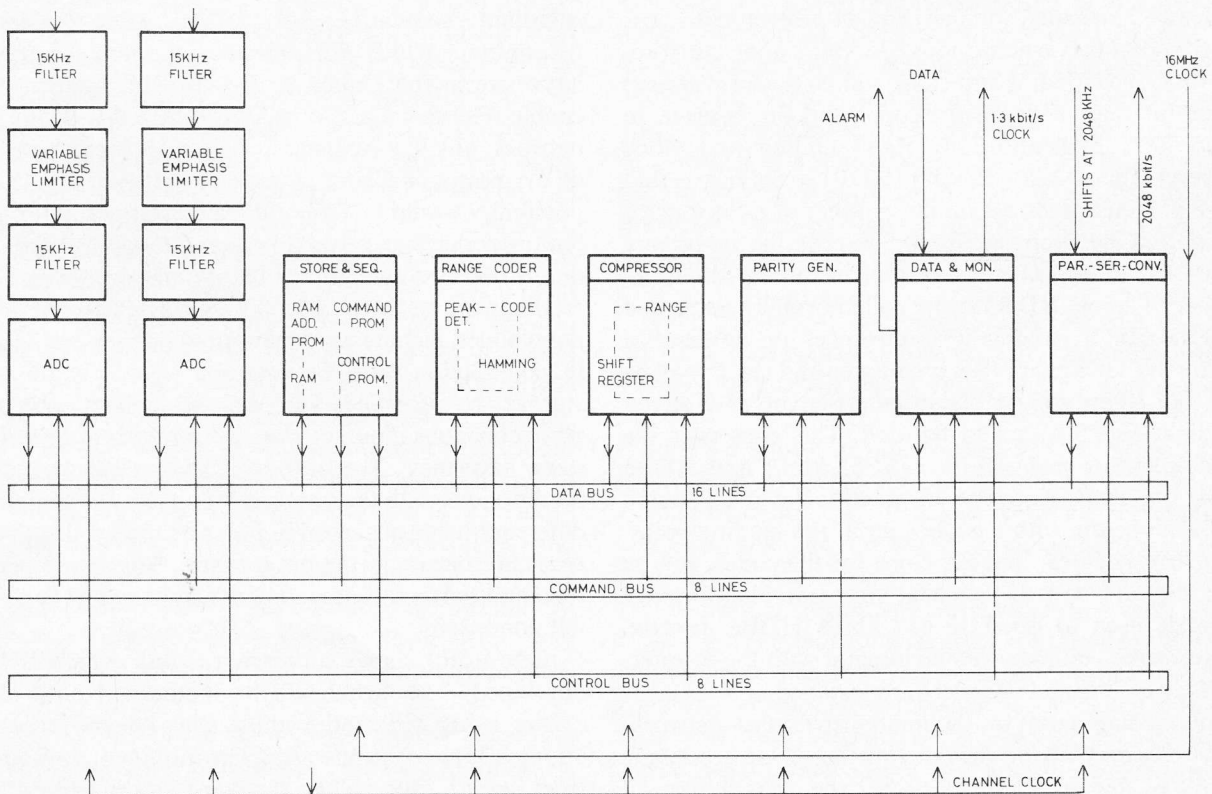 15KHz
FILTER
15KHz
FILTER
VARIABLE
EMPHASIS
LIMITER
VARIABLE
EMPHASIS
LIMITER
15KHz
FILTER
15KHz
FILTER
ADC
ADC
STORE & SEQ.
RAM
ADD.
PROM
RAM
COMMAND
PROM
CONTROL
PROM.
RANGE CODER
PEAK
DET.
CODE
HAMMING
COMPRESSOR
RANGE
SHIFT
REGISTER
PARITY GEN.
DATA & MON.
PAR.-SER.-CONV.
ALARM
DATA
1·3 kbit/s
CLOCK
SHIFTS AT 2048 KHz
2048 kbit/s
16MHz
CLOCK
DATA BUS 16 LINES
COMMAND BUS 8 LINES
CONTROL BUS 8 LINES
CHANNEL CLOCK